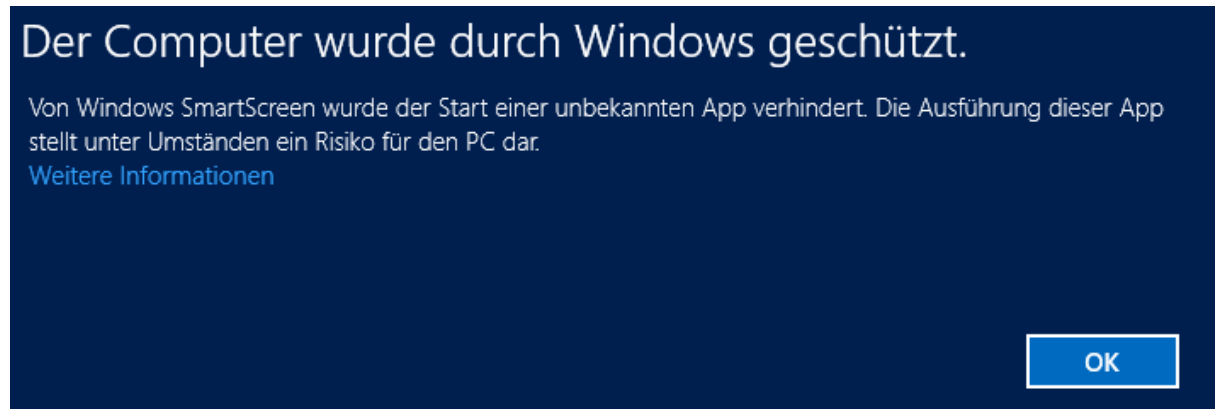 Der Computer wurde durch Windows geschützt.
Von Windows SmartScreen wurde der Start einer unbekannten App verhindert. Die Ausführung dieser App
stellt unter Umständen ein Risiko für den PC dar.
Weitere Informationen
OK